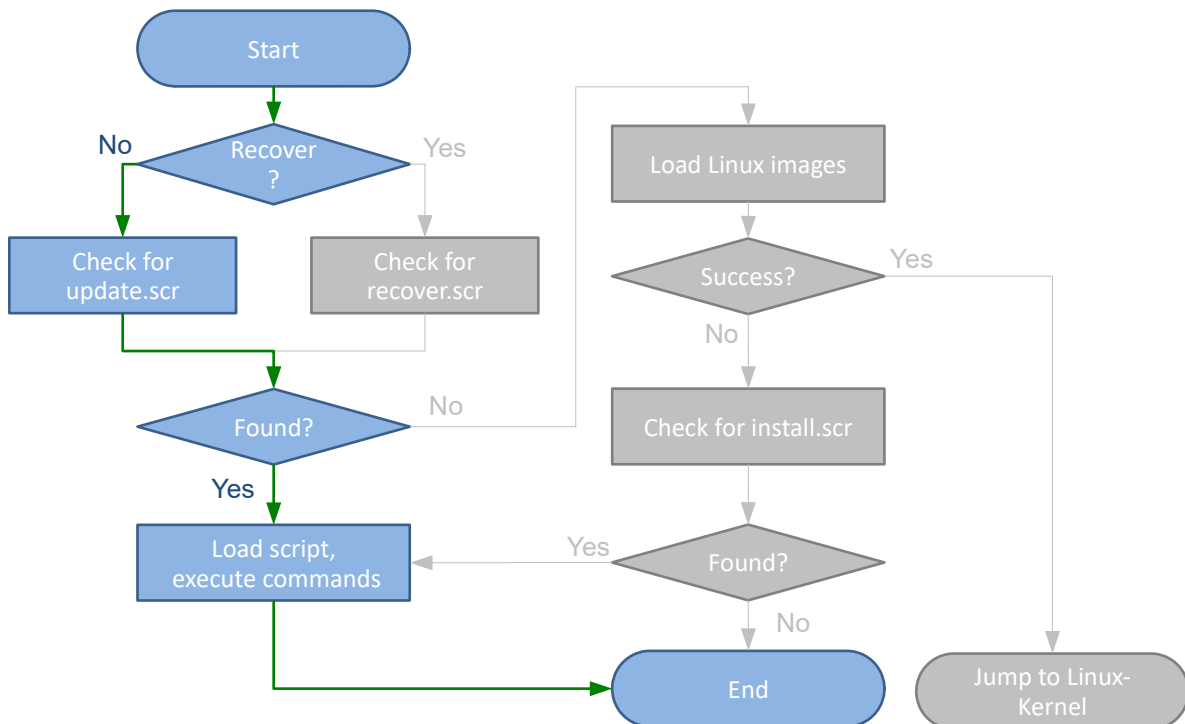 Start
No
Recover
?
Yes
Check for
update.scr
Check for
recover.scr
Found?
No
Yes
Load script,
execute commands
Load Linux images
Success?
Yes
No
Check for install.scr
Found?
Yes
No
End
Jump to Linux-
Kernel